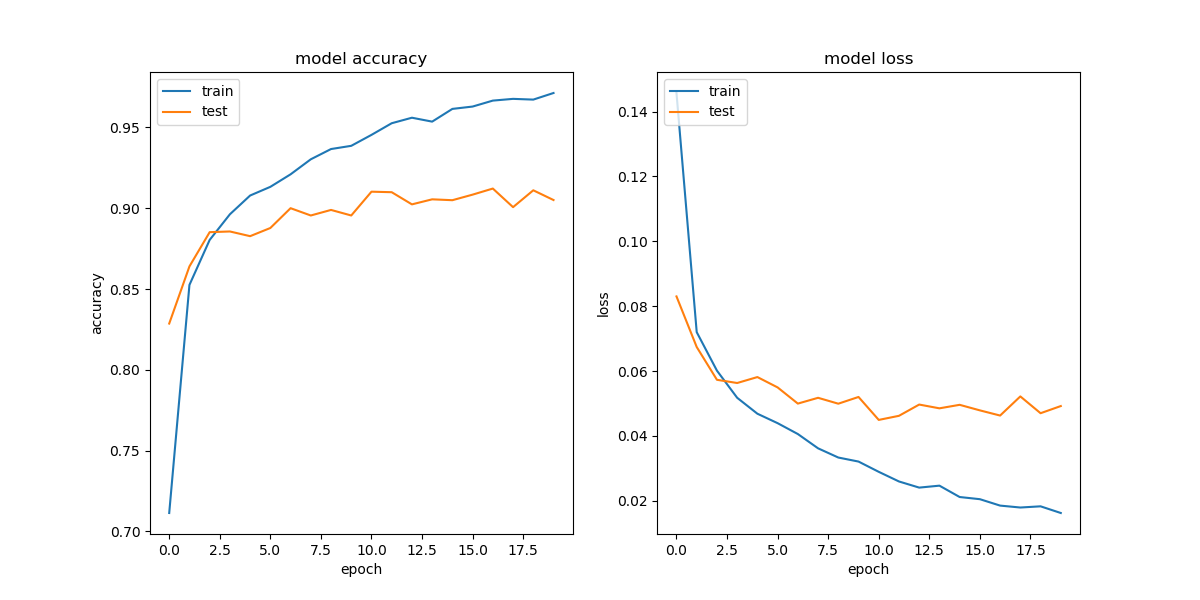 model accuracy
train
test
0.95
0.90
0.85
0.80
0.75
0.70
accuracy
0.0 2.5 5.0 7.5 10.0 12.5 15.0 17.5
epoch
model loss
train
test
0.14
0.12
0.10
0.08
0.06
0.04
0.02
loss
0.0 2.5 5.0 7.5 10.0 12.5 15.0 17.5
epoch